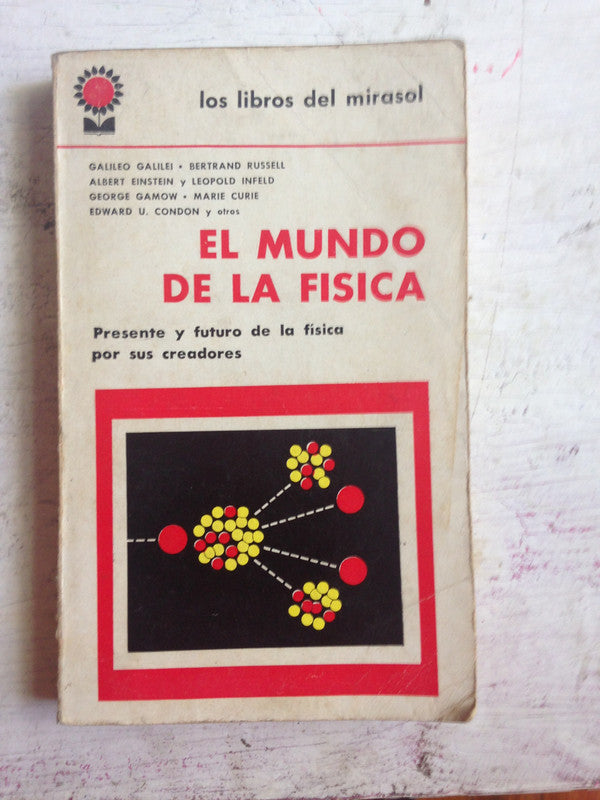 los libros del mirasol
GALILEO GALILEI • BERTRAND RUSSELL
ALBERT EINSTEIN y LEOPOLD INFELD
GEORGE GAMOW • MARIE CURIE
EDWARD U. CONDON y otros
EL MUNDO
DE LA FISICA
Presente y futuro de la física
por sus creadores